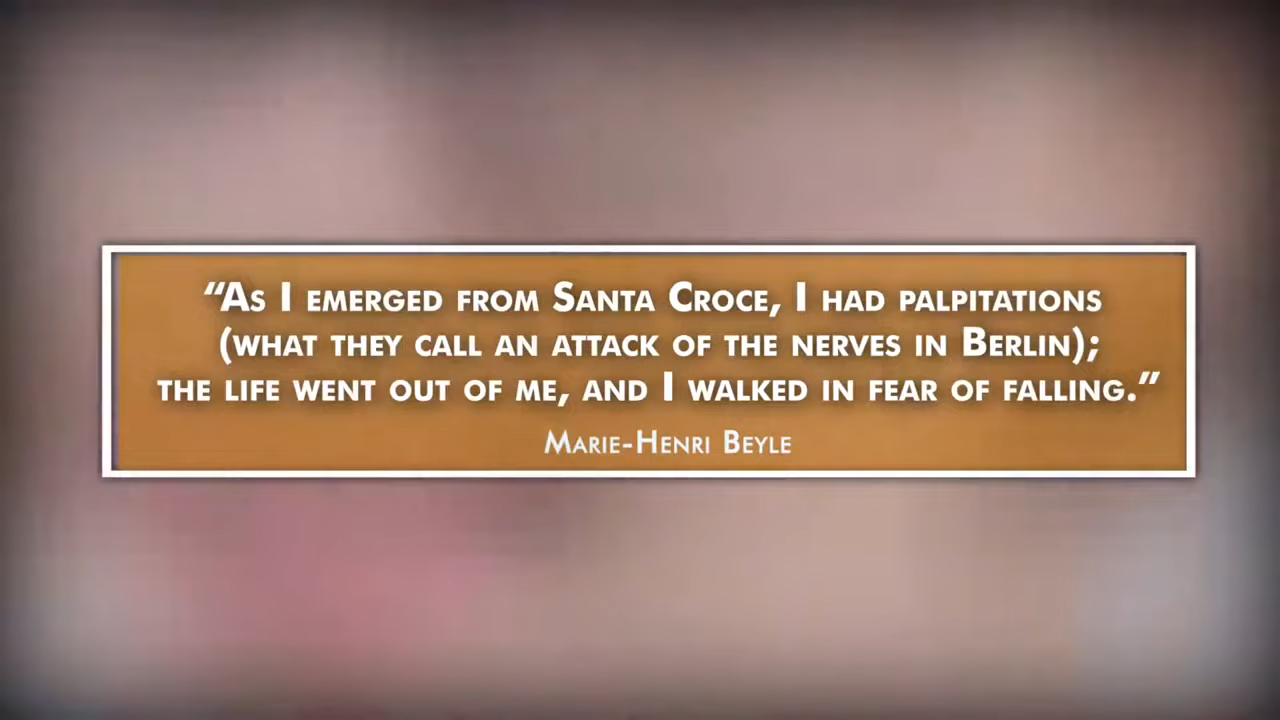 “As I emerged from Santa Croce, I had palpitations
(what they call an attack of the nerves in Berlin);
the life went out of me, and I walked in fear of falling.”
Marie-Henri Beyle